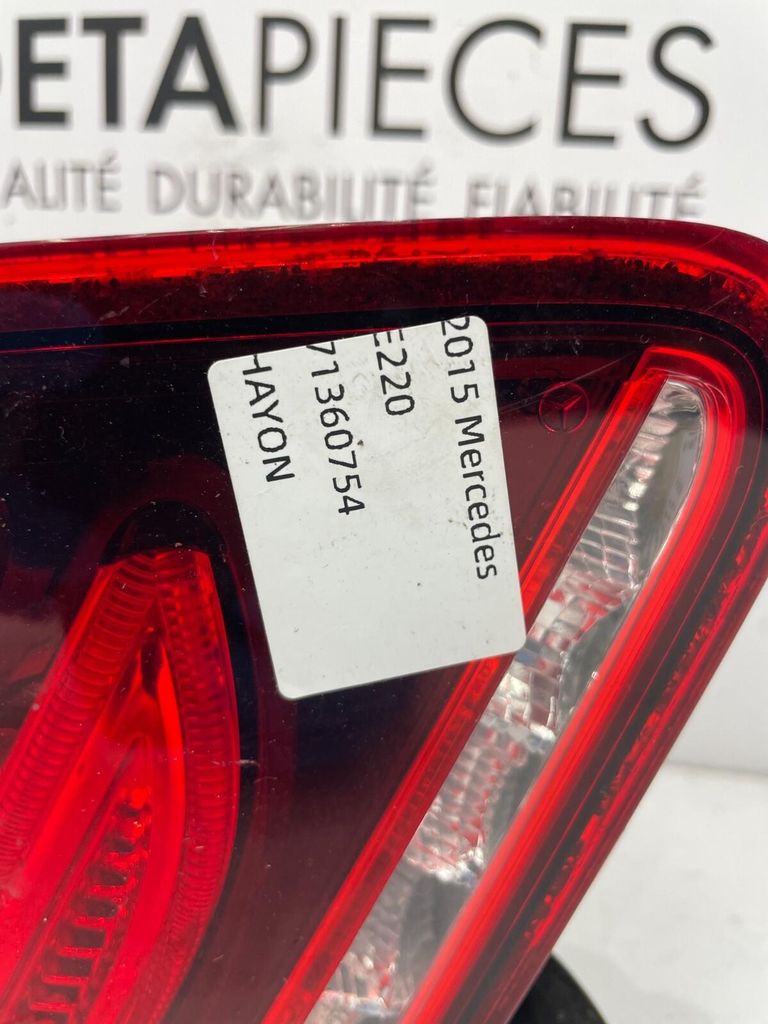 ETAPIECES
ALITÉ DURABILITÉ FIABILITÉ
2015 Mercedes
E220
71360754
HAYON